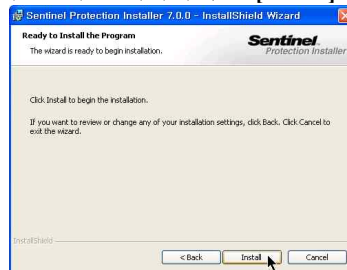 Sentinel Protection Installer 7.0.0 - InstallShield Wizard
Ready to Install the Program
The wizard is ready to begin installation.
Sentinel
Protection Installer
Click Install to begin the installation.
If you want to review or change any of your installation settings, click Back. Click Cancel to
exit the wizard.
InstallShield
< Back
Install
Cancel